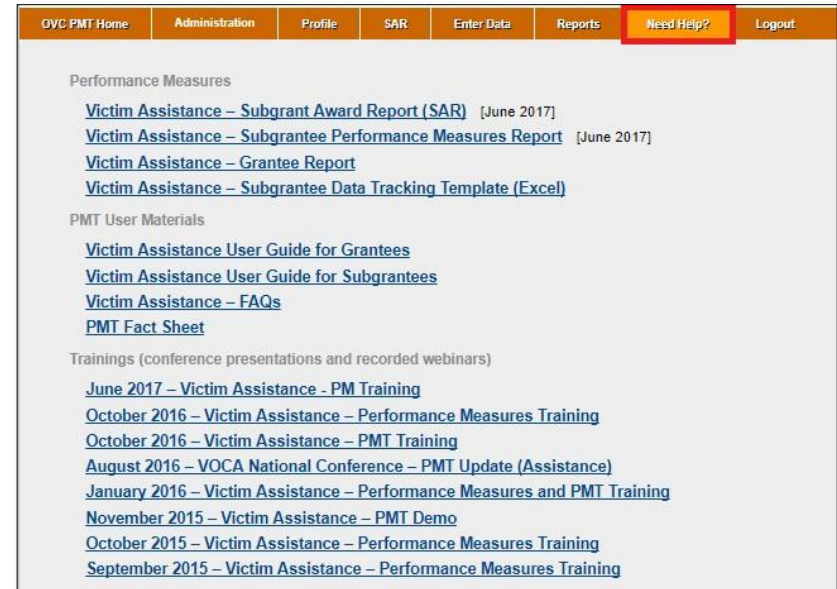 OVC PMT Home Administration Profile SAR Enter Data Reports Need Help? Logout
Performance Measures
Victim Assistance – Subgrant Award Report (SAR) [June 2017]
Victim Assistance – Subgrantee Performance Measures Report [June 2017]
Victim Assistance – Grantee Report
Victim Assistance – Subgrantee Data Tracking Template (Excel)
PMT User Materials
Victim Assistance User Guide for Grantees
Victim Assistance User Guide for Subgrantees
Victim Assistance – FAQs
PMT Fact Sheet
Trainings (conference presentations and recorded webinars)
June 2017 – Victim Assistance - PM Training
October 2016 – Victim Assistance – Performance Measures Training
October 2016 – Victim Assistance – PMT Training
August 2016 – VOCA National Conference – PMT Update (Assistance)
January 2016 – Victim Assistance – Performance Measures and PMT Training
November 2015 – Victim Assistance – PMT Demo
October 2015 – Victim Assistance – Performance Measures Training
September 2015 – Victim Assistance – Performance Measures Training